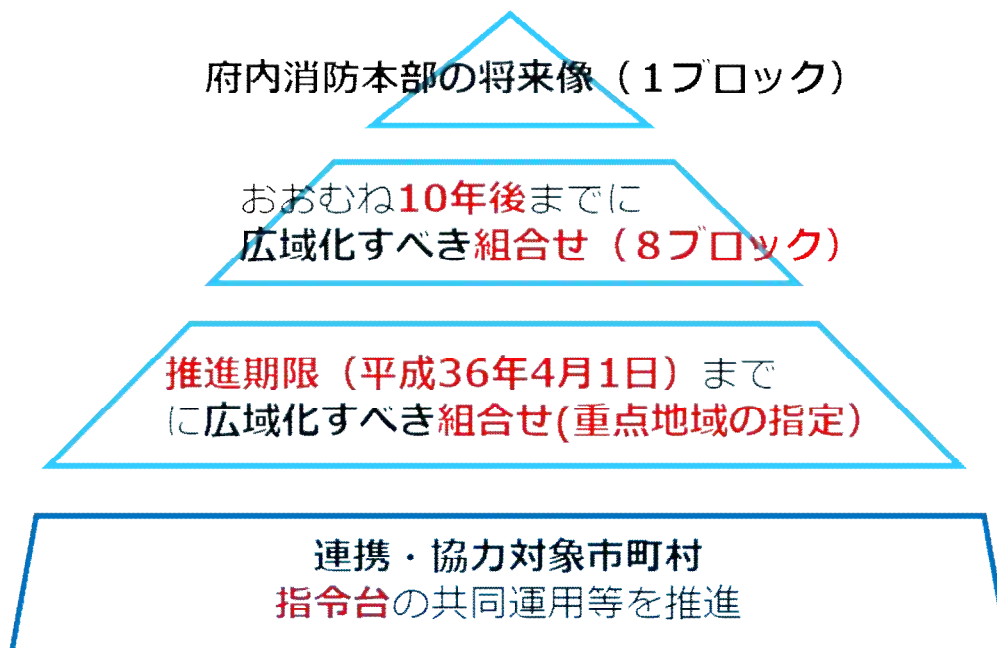 府内消防本部の将来像（１ブロック）
おおむね10年後までに
広域化すべき組合せ（８ブロック）
推進期限（平成36年4月1日）まで
に広域化すべき組合せ(重点地域の指定）
連携・協力対象市町村
指令台の共同運用等を推進